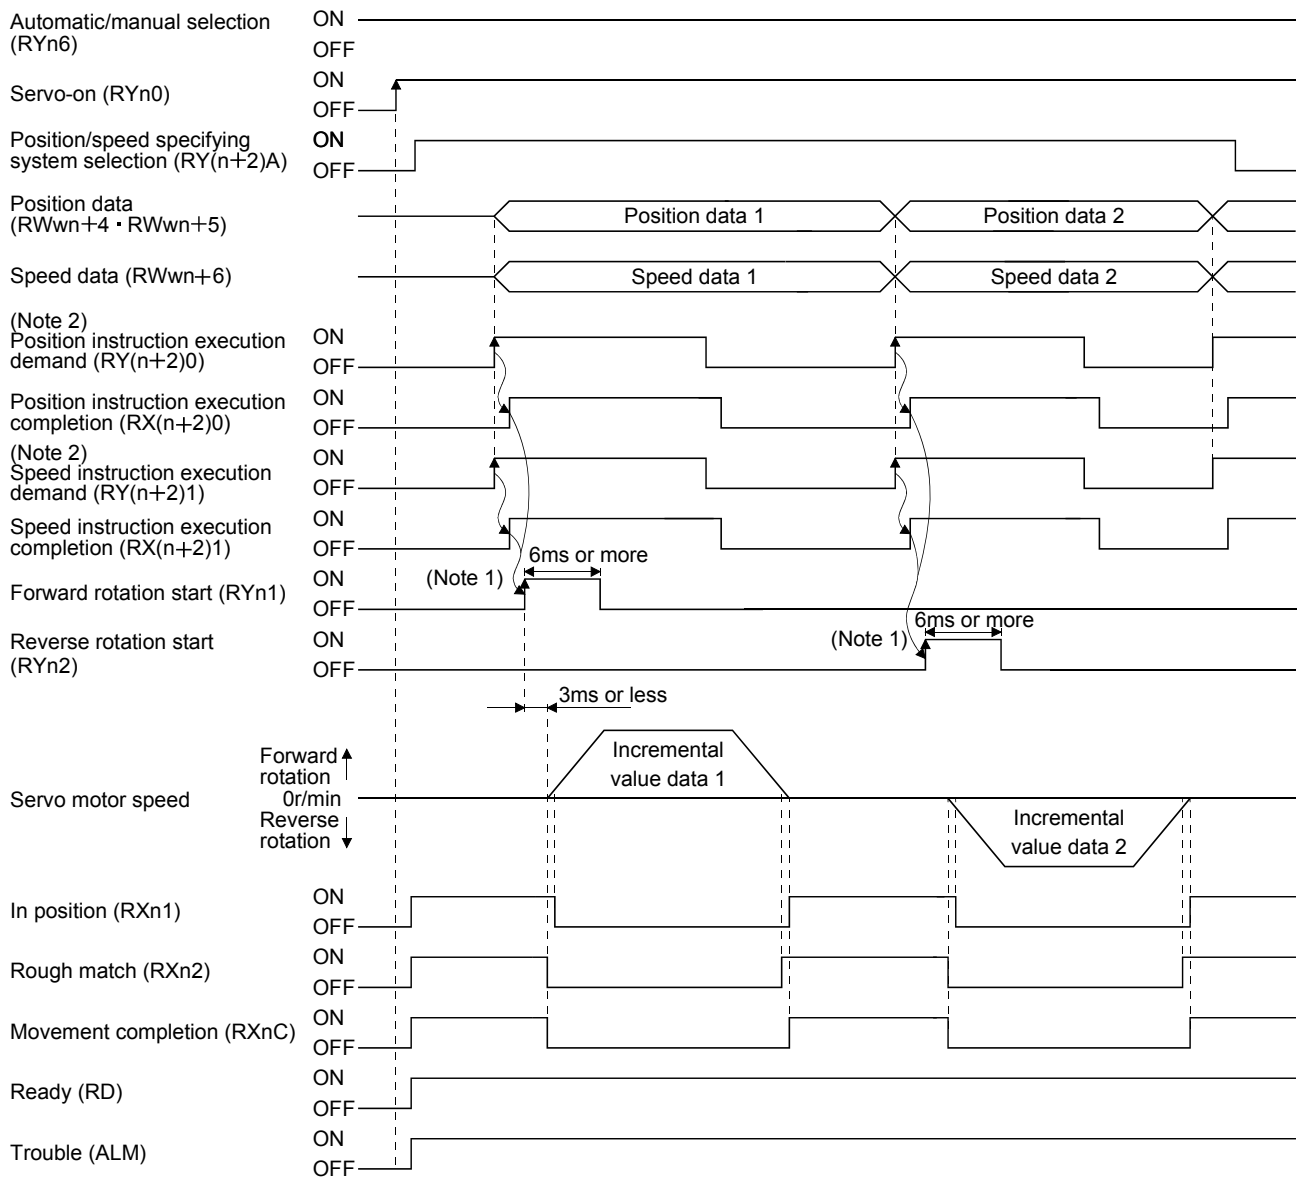 Automatic/manual selection
(RYn6)
ON
OFF
Servo-on (RYn0)
ON
OFF
Position/speed specifying
system selection (RY(n+2)A)
ON
OFF
Position data
(RWwn+4・RWwn+5)
Position data 1
Position data 2
Speed data (RWwn+6)
Speed data 1
Speed data 2
(Note 2)
Position instruction execution
demand (RY(n+2)0)
ON
OFF
Position instruction execution
completion (RX(n+2)0)
ON
OFF
(Note 2)
Speed instruction execution
demand (RY(n+2)1)
ON
OFF
Speed instruction execution
completion (RX(n+2)1)
ON
OFF
6ms or more
(Note 1)
Forward rotation start (RYn1)
ON
OFF
6ms or more
(Note 1)
Reverse rotation start
(RYn2)
ON
OFF
3ms or less
Servo motor speed
Forward
rotation
0r/min
Reverse
rotation
Incremental
value data 1
Incremental
value data 2
In position (RXn1)
ON
OFF
Rough match (RXn2)
ON
OFF
Movement completion (RXnC)
ON
OFF
Ready (RD)
ON
OFF
Trouble (ALM)
ON
OFF